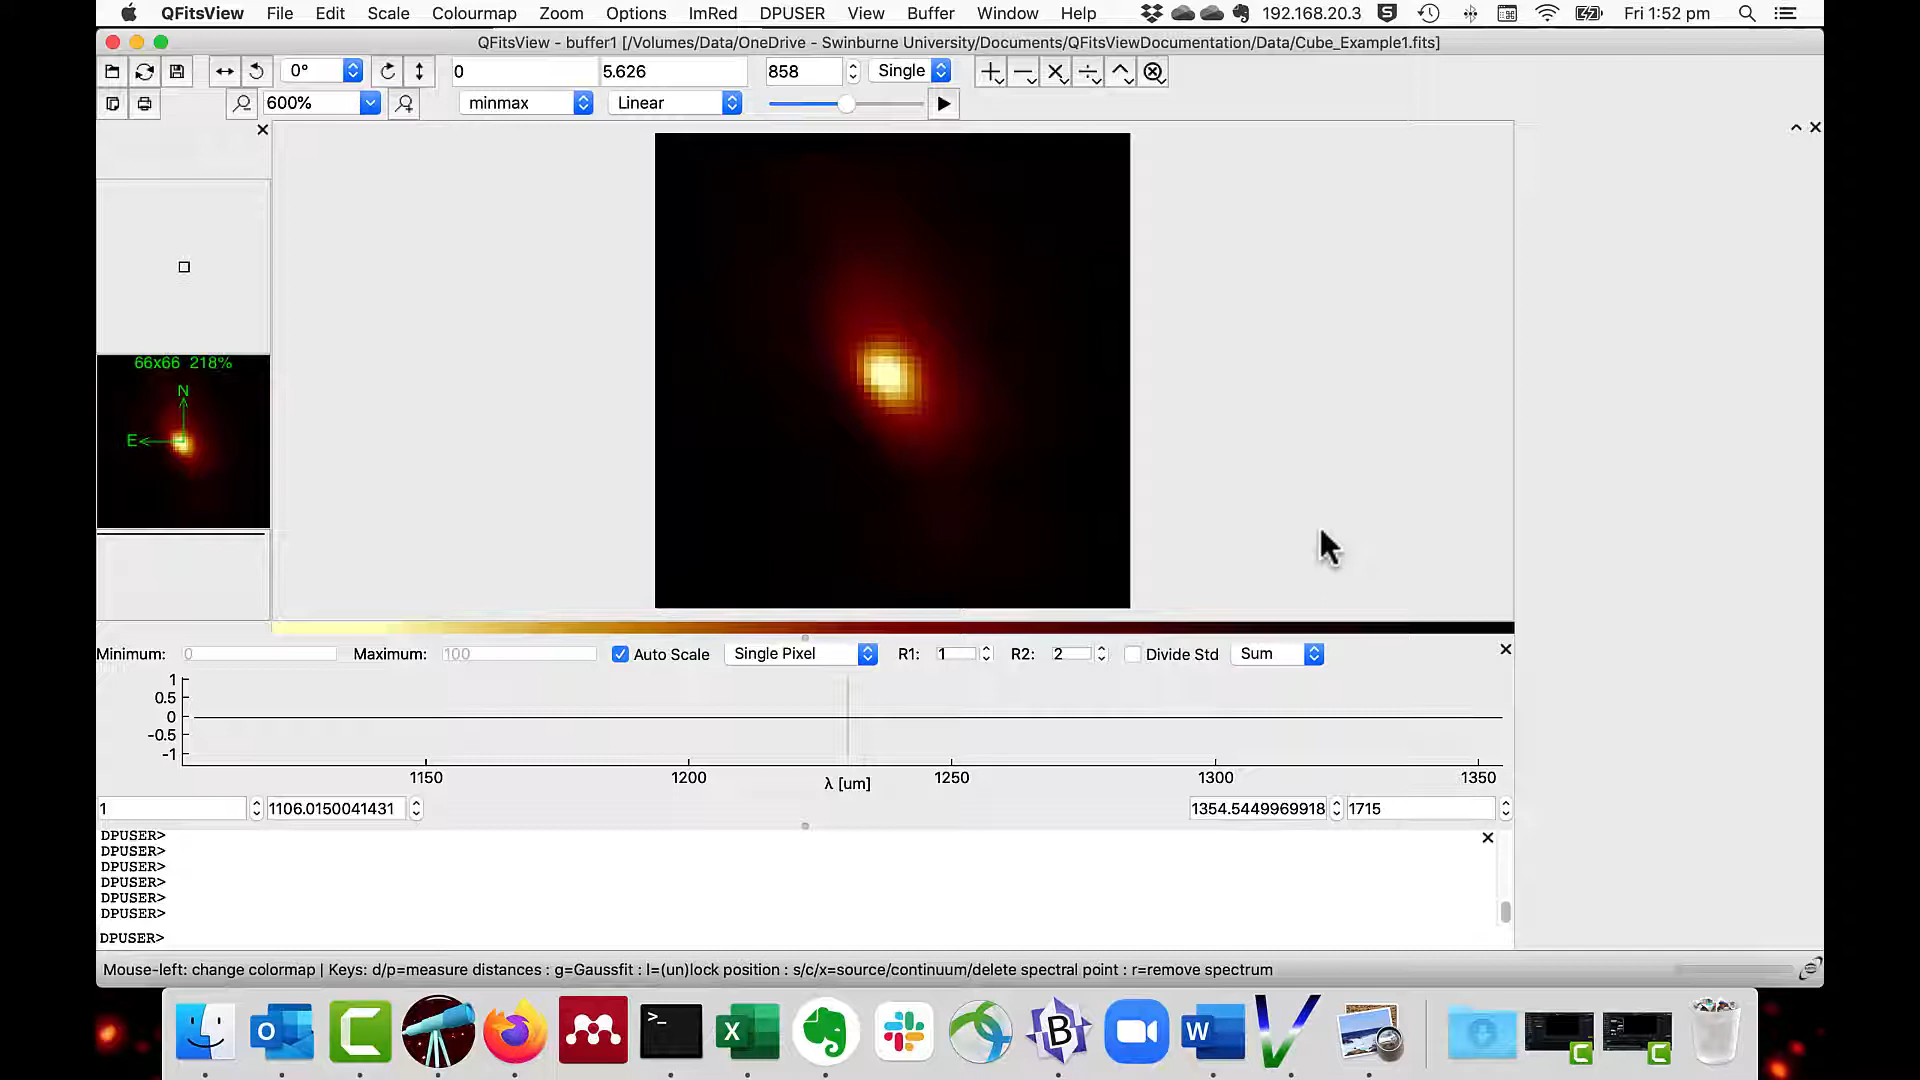 QFitsView File Edit Scale Colourmap Zoom Options ImRed DPUSER View Buffer Window Help 192.168.20.3 S Fri 1:52 pm
QFitsView - buffer1 [/Volumes/Data/OneDrive - Swinburne University/Documents/QFitsViewDocumentation/Data/Cube_Example1.fits]
0° 0 5.626 858 Single
600% minmax Linear
66x66 218%
N
E
Minimum: 0 Maximum: 100 Auto Scale Single Pixel R1: 1 R2: 2 Divide Std Sum
1
0.5
0
-0.5
-1
1150 1200 1250 1300 1350
λ [um]
1 1106.0150041431 1354.5449969918 1715
DPUSER>
DPUSER>
DPUSER>
DPUSER>
DPUSER>
DPUSER>
DPUSER>
Mouse-left: change colormap | Keys: d/p=measure distances : g=Gaussfit : l=(un)lock position : s/c/x=source/continuum/delete spectral point : r=remove spectrum
O C >_ X B W V C C